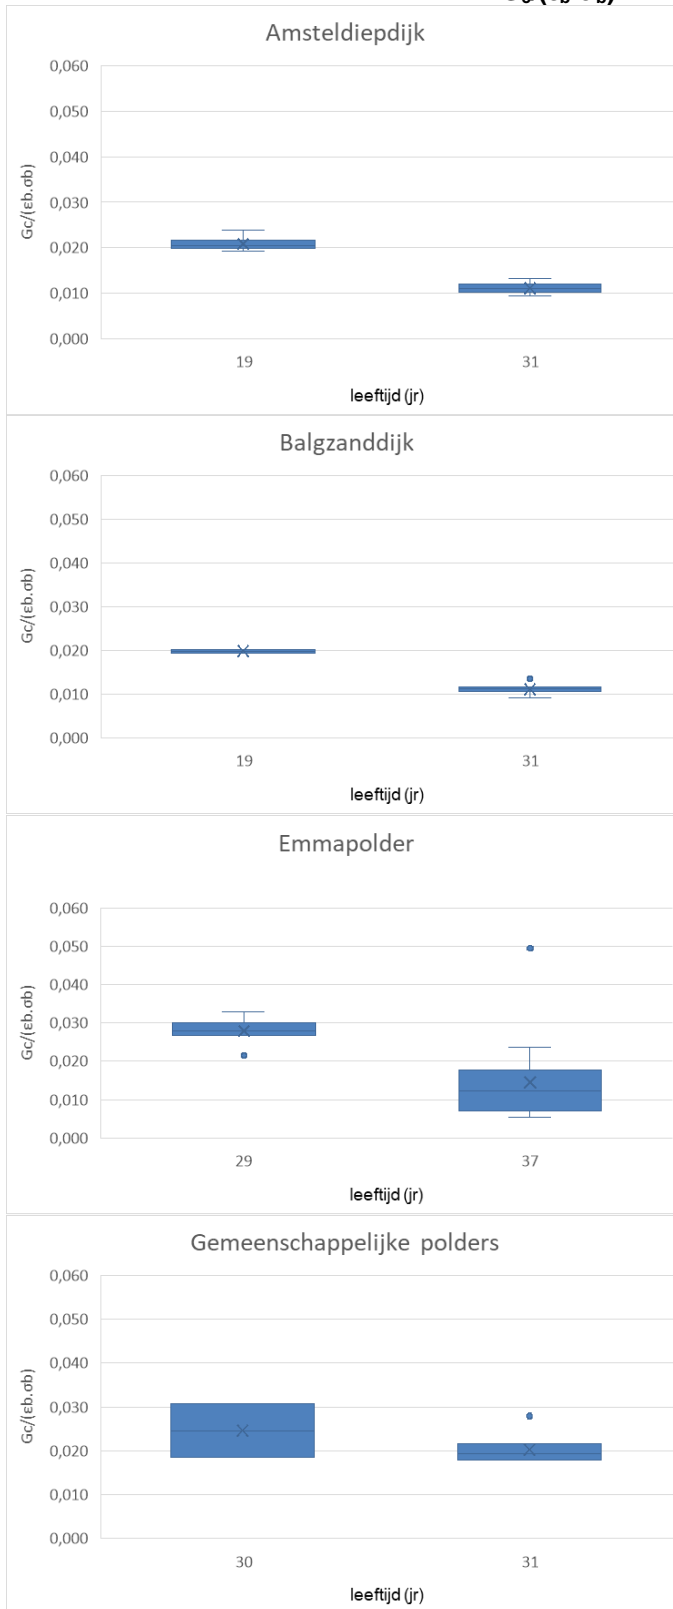 Amsteldiepdijk
0,060
0,050
0,040
0,030
0,020
0,010
0,000
Gc/(εb.σb)
19 31
leeftijd (jr)
Balgzanddijk
0,060
0,050
0,040
0,030
0,020
0,010
0,000
Gc/(εb.σb)
19 31
leeftijd (jr)
Emmapolder
0,060
0,050
0,040
0,030
0,020
0,010
0,000
Gc/(εb.σb)
29 37
leeftijd (jr)
Gemeenschappelijke polders
0,060
0,050
0,040
0,030
0,020
0,010
0,000
Gc/(εb.σb)
30 31
leeftijd (jr)